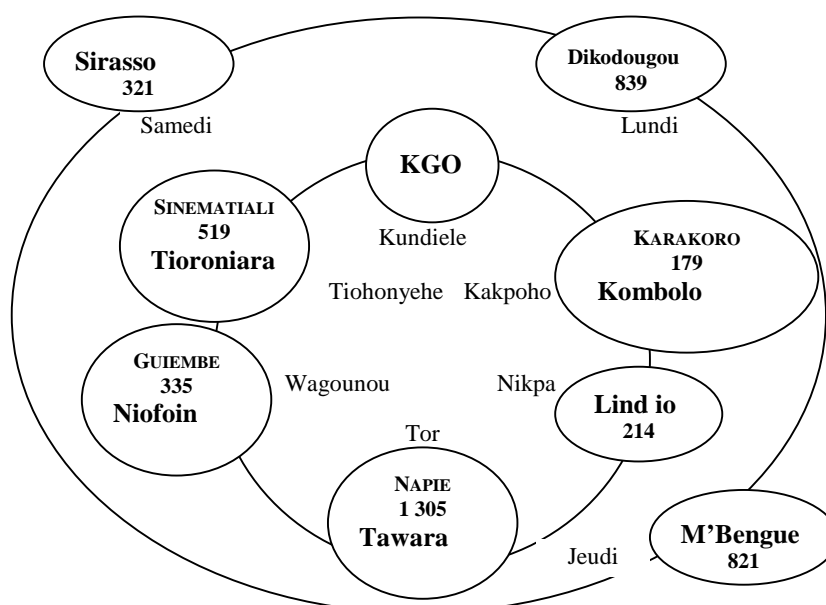 Sirasso
321
Samedi
Dikodougou
839
Lundi
KGO
Kundiele
SINEMATIALI
519
Tioroniara
Tiohonyehe
Kakpoho
KARAKORO
179
Kombolo
GUIEMBE
335
Niofoin
Wagounou
Nikpa
Lind io
214
Tor
NAPIE
1 305
Tawara
Jeudi
M’Bengue
821